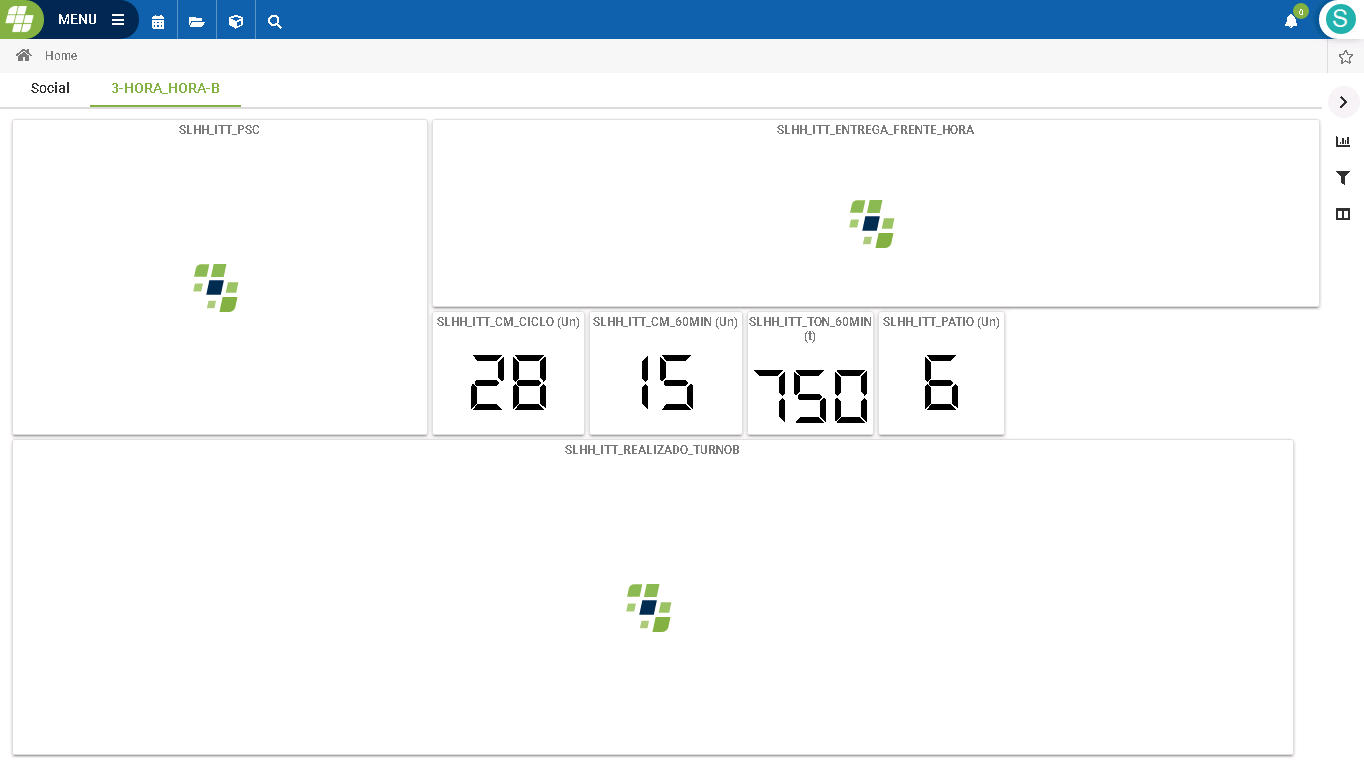 MENU
0
S
Home
Social
3-HORA_HORA-B
SLHH_ITT_PSC
SLHH_ITT_ENTREGA_FRENTE_HORA
SLHH_ITT_CM_CICLO (Un)
28
SLHH_ITT_CM_60MIN (Un)
15
SLHH_ITT_TON_60MIN
(t)
750
SLHH_ITT_PATIO (Un)
6
SLHH_ITT_REALIZADO_TURNOB